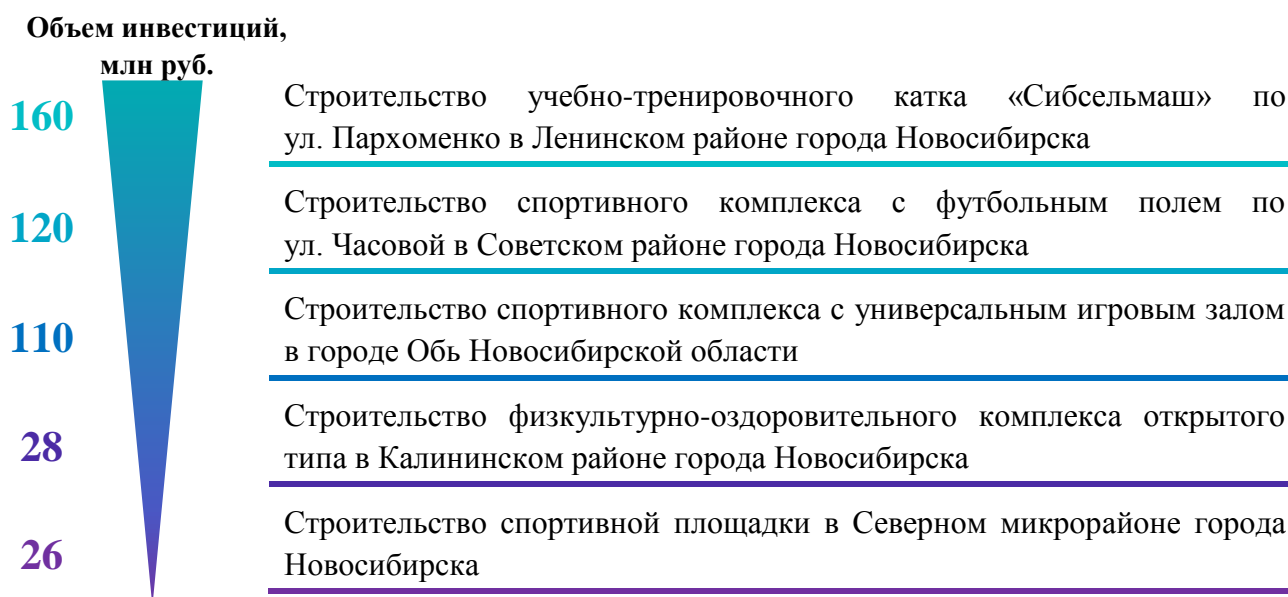 Объем инвестиций,
млн руб.
160
Строительство учебно-тренировочного катка «Сибсельмаш» по
ул. Пархоменко в Ленинском районе города Новосибирска
120
Строительство спортивного комплекса с футбольным полем по
ул. Часовой в Советском районе города Новосибирска
110
Строительство спортивного комплекса с универсальным игровым залом
в городе Обь Новосибирской области
28
Строительство физкультурно-оздоровительного комплекса открытого
типа в Калининском районе города Новосибирска
26
Строительство спортивной площадки в Северном микрорайоне города
Новосибирска